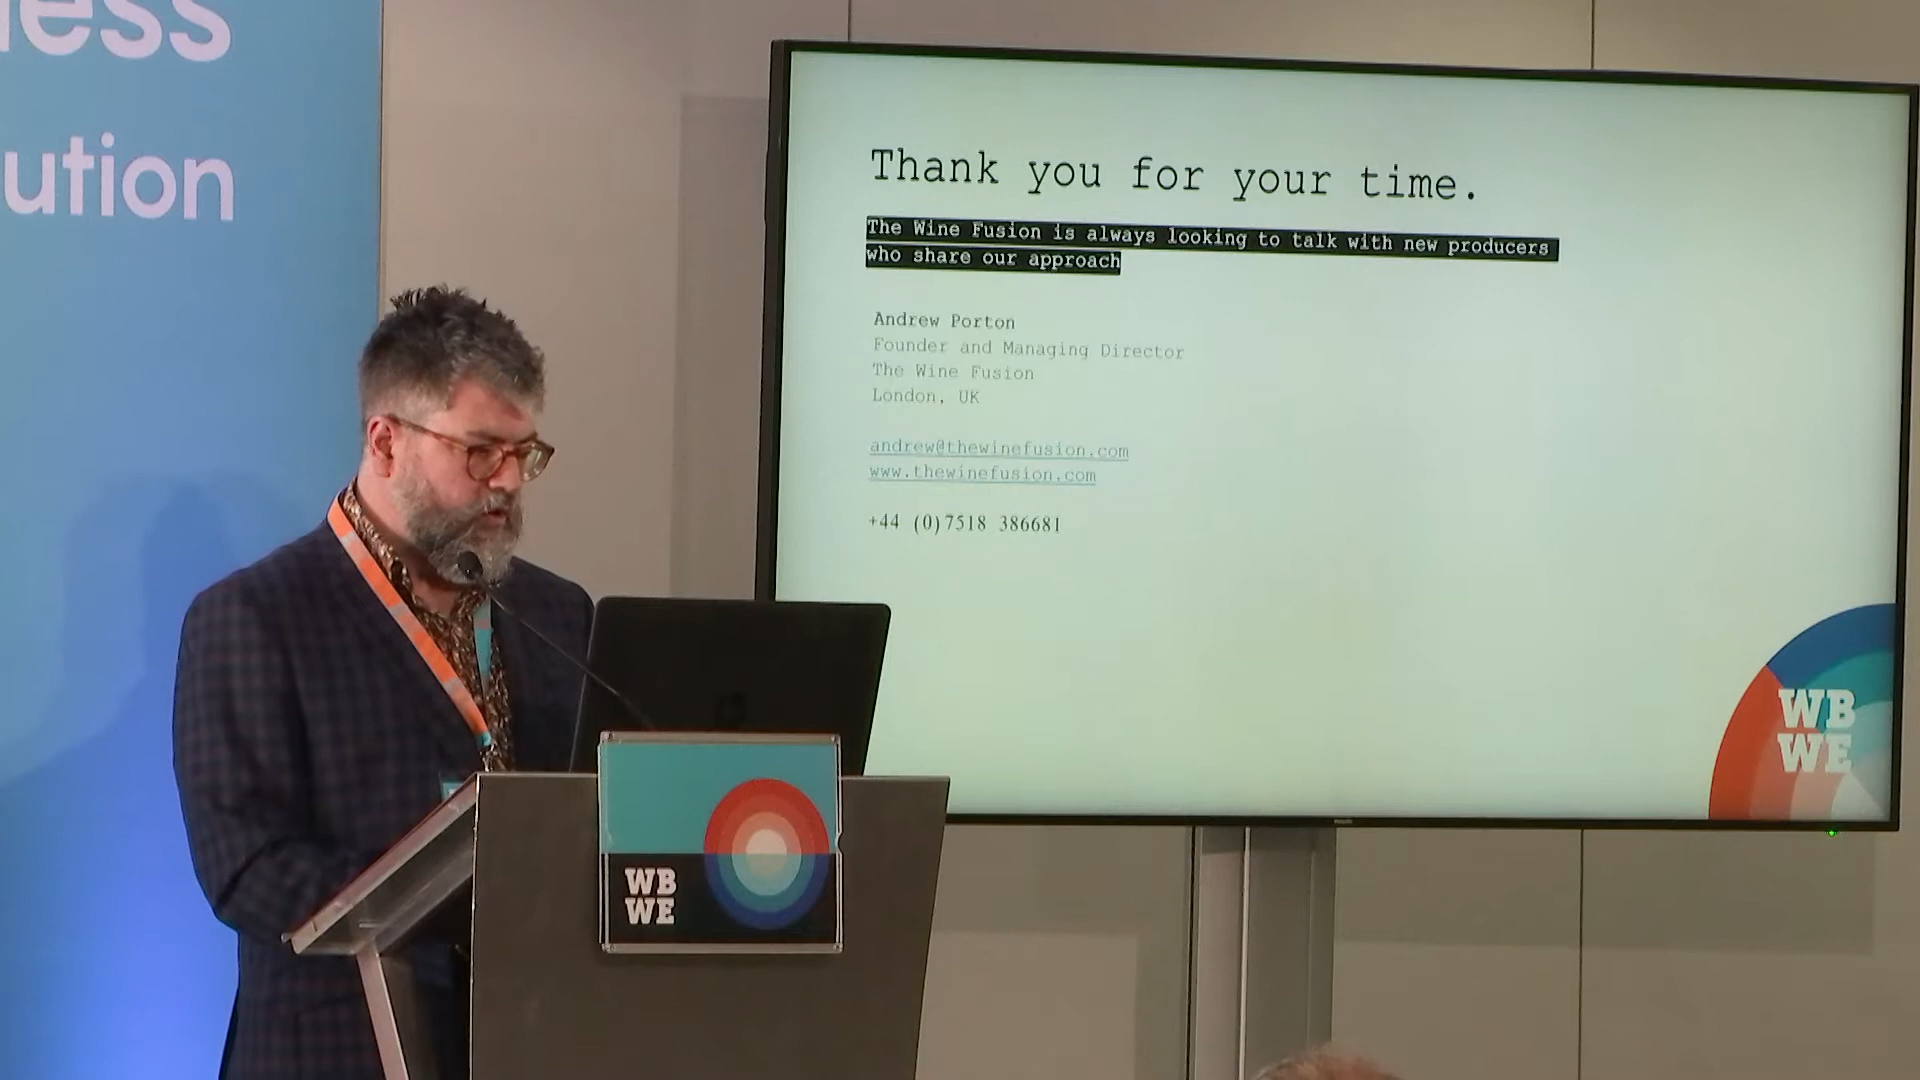 ess
ution
Thank you for your time.
The Wine Fusion is always looking to talk with new producers
who share our approach
Andrew Porton
Founder and Managing Director
The Wine Fusion
London, UK
andrew@thewinefusion.com
www.thewinefusion.com
+44 (0)7518 386681
WB
WE
WB
WE